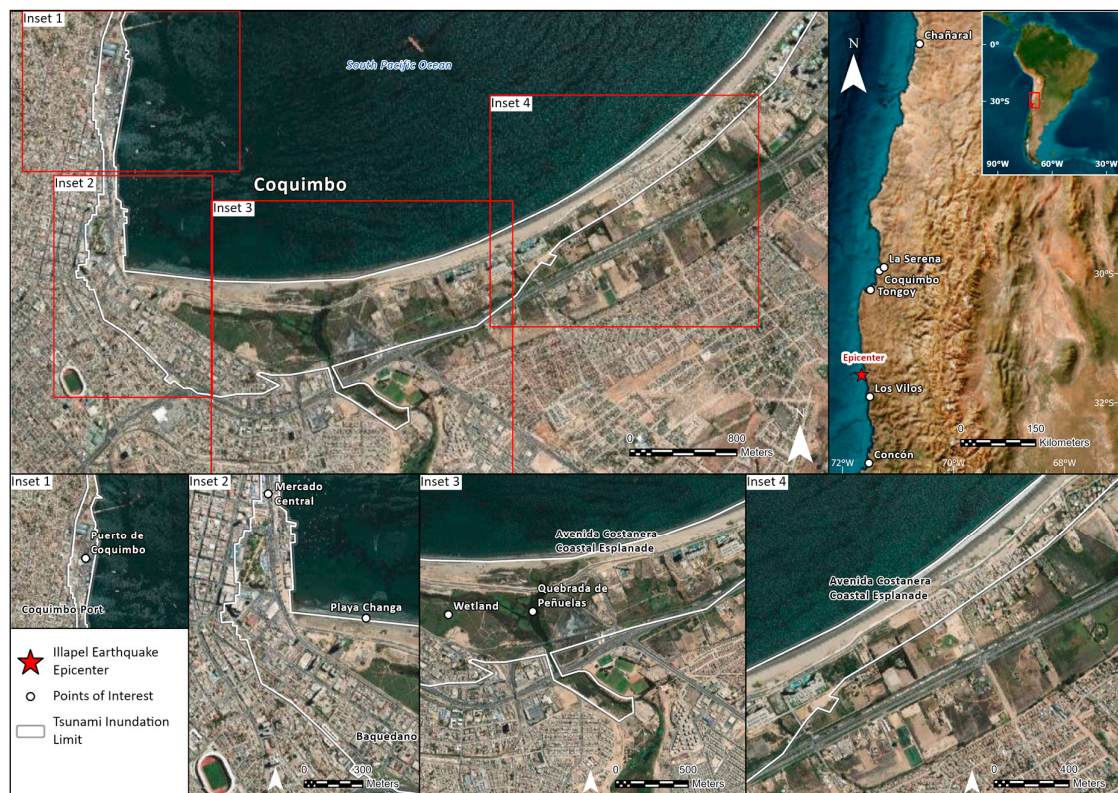 Inset 1
South Pacific Ocean
Inset 4
Inset 2
Coquimbo
Inset 3
0 800
Meters
N
N
Chañaral
0°
30°S
90°W 60°W 30°W
La Serena
Coquimbo
Tongoy
30°S
Epicenter
Los Vilos
32°S
0 150
Kilometers
Concón
72°W 70°W 68°W
Inset 1
Puerto de
Coquimbo
Coquimbo Port
Illapel Earthquake
Epicenter
Points of Interest
Tsunami Inundation
Limit
Inset 2
Mercado
Central
Playa Changa
Baquedano
0 300
Meters
Inset 3
Avenida Costanera
Coastal Esplanade
Quebrada de
Peñuelas
Wetland
0 500
Meters
Inset 4
Avenida Costanera
Coastal Esplanade
0 400
Meters